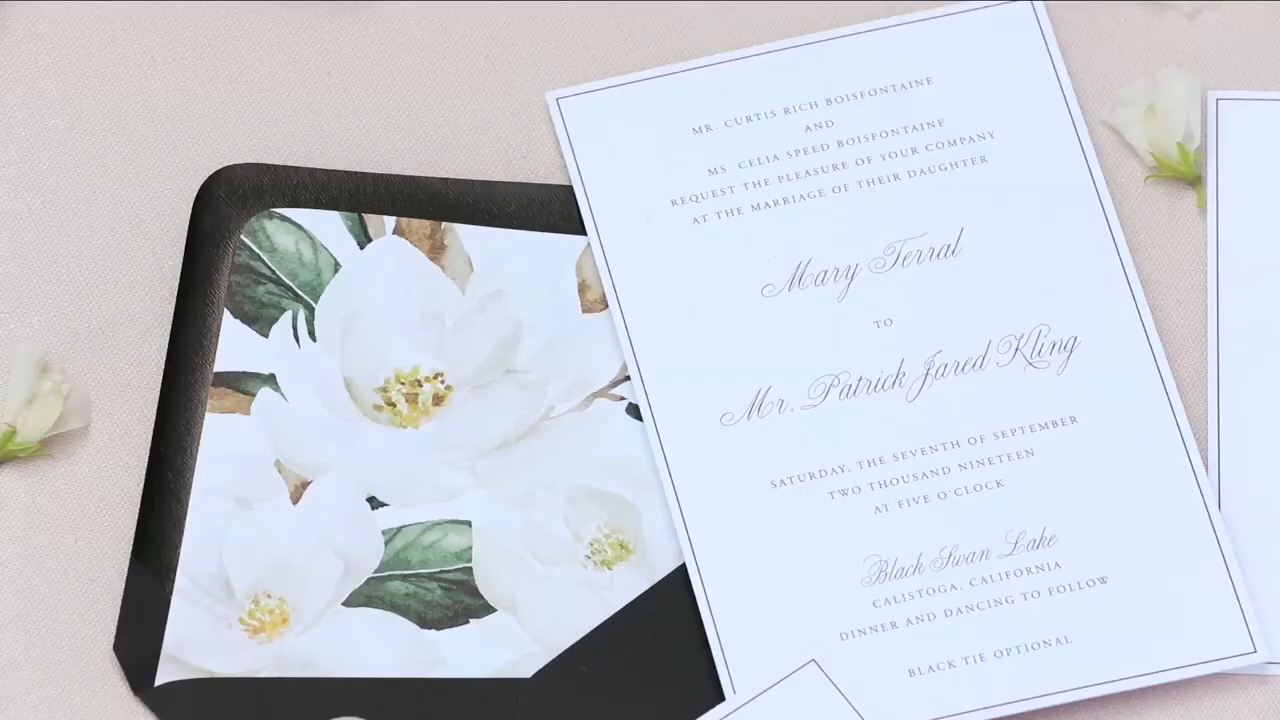 MR. CURTIS RICH BOISFONTAINE
AND
MS. CELIA SPEED BOISFONTAINE
REQUEST THE PLEASURE OF YOUR COMPANY
AT THE MARRIAGE OF THEIR DAUGHTER
Mary Terral
TO
Mr. Patrick Jared Kling
SATURDAY, THE SEVENTH OF SEPTEMBER
TWO THOUSAND NINETEEN
AT FIVE O'CLOCK
Black Swan Lake
CALISTOGA, CALIFORNIA
DINNER AND DANCING TO FOLLOW
BLACK TIE OPTIONAL